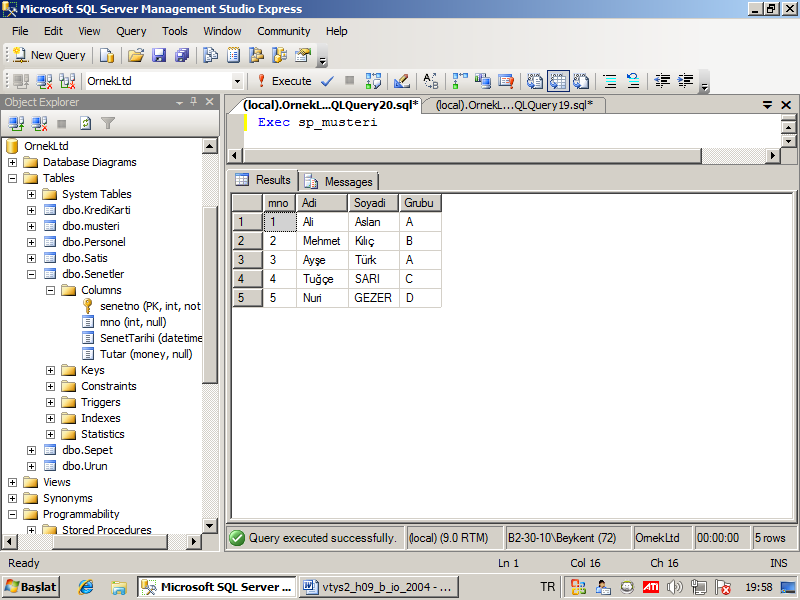 Microsoft SQL Server Management Studio Express
File Edit View Query Tools Window Community Help
New Query
OrnekLtd Execute
Object Explorer
(local).OrnekL...QLQuery20.sql* (local).OrnekL...QLQuery19.sql*
Exec sp_musteri
OrnekLtd
Database Diagrams
Tables
System Tables
dbo.KrediKarti
dbo.musteri
dbo.Personel
dbo.Satis
dbo.Senetler
Columns
senetno (PK, int, not
mno (int, null)
SenetTarihi (datetime
Tutar (money, null)
Keys
Constraints
Triggers
Indexes
Statistics
dbo.Sepet
dbo.Urun
Views
Synonyms
Programmability
Stored Procedures
Results Messages
mno Adi Soyadi Grubu
1 1 Ali Aslan A
2 2 Mehmet Kılıç B
3 3 Ayşe Türk A
4 4 Tuğçe SARI C
5 5 Nuri GEZER D
Query executed successfully. (local) (9.0 RTM) B2-30-10\Beykent (72) OrnekLtd 00:00:00 5 rows
Ready Ln 1 Col 16 Ch 16 INS
Başlat Microsoft SQL Server ... vtys2_h09_b_io_2004 - ... TR ATI 19:58